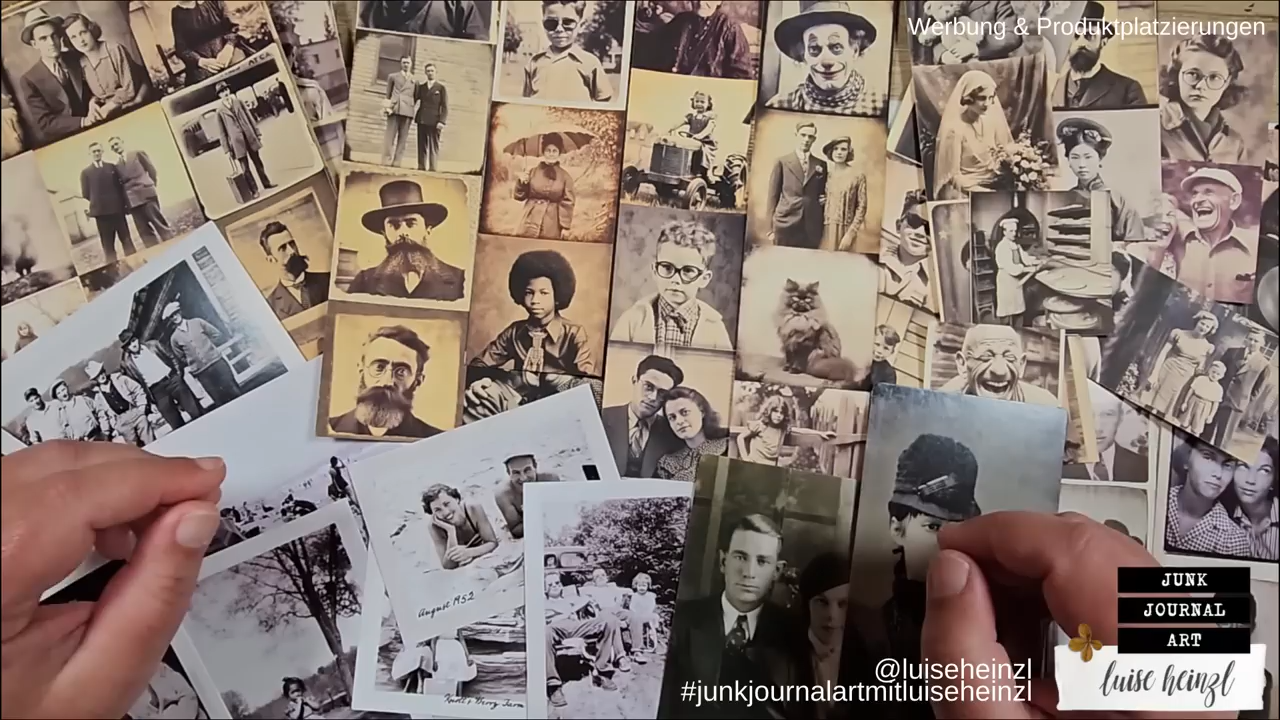 Werbung & Produktplatzierungen
August 1952
@luiseheinzl
#junkjournalartmitluiseheinzl
JUNK
JOURNAL
ART
luise heinzl